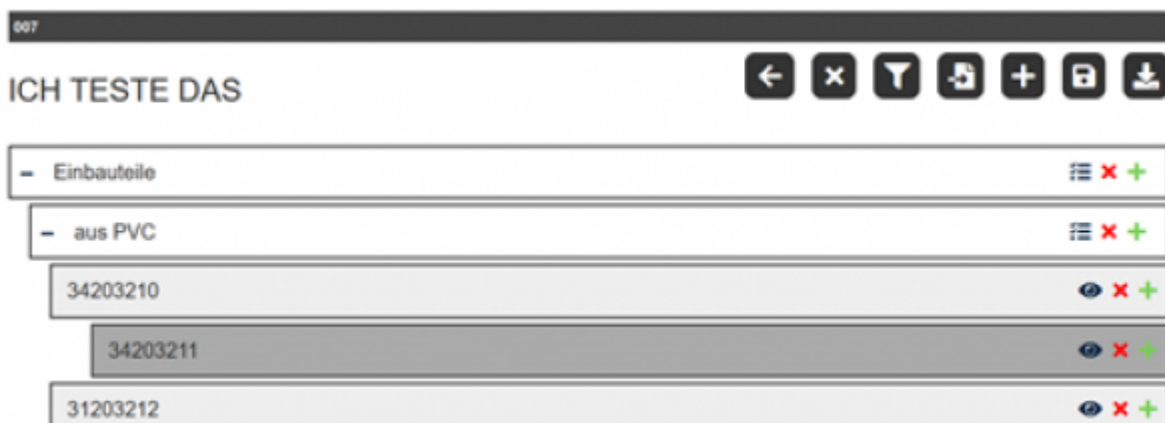 007
ICH TESTE DAS
Einbauteile
aus PVC
34203210
34203211
31203212